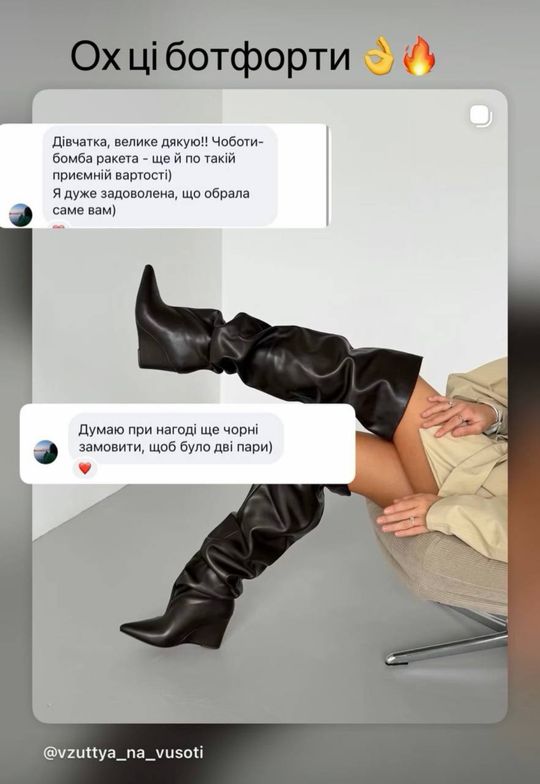 Ох ці ботфорти 👌🔥
Дівчатка, велике дякую!! Чоботи-
бомба ракета - ще й по такій
приємній вартості)
Я дуже задоволена, що обрала
саме вам)
Думаю при нагоді ще чорні
замовити, щоб було дві пари)
@vzuttya_na_vusoti